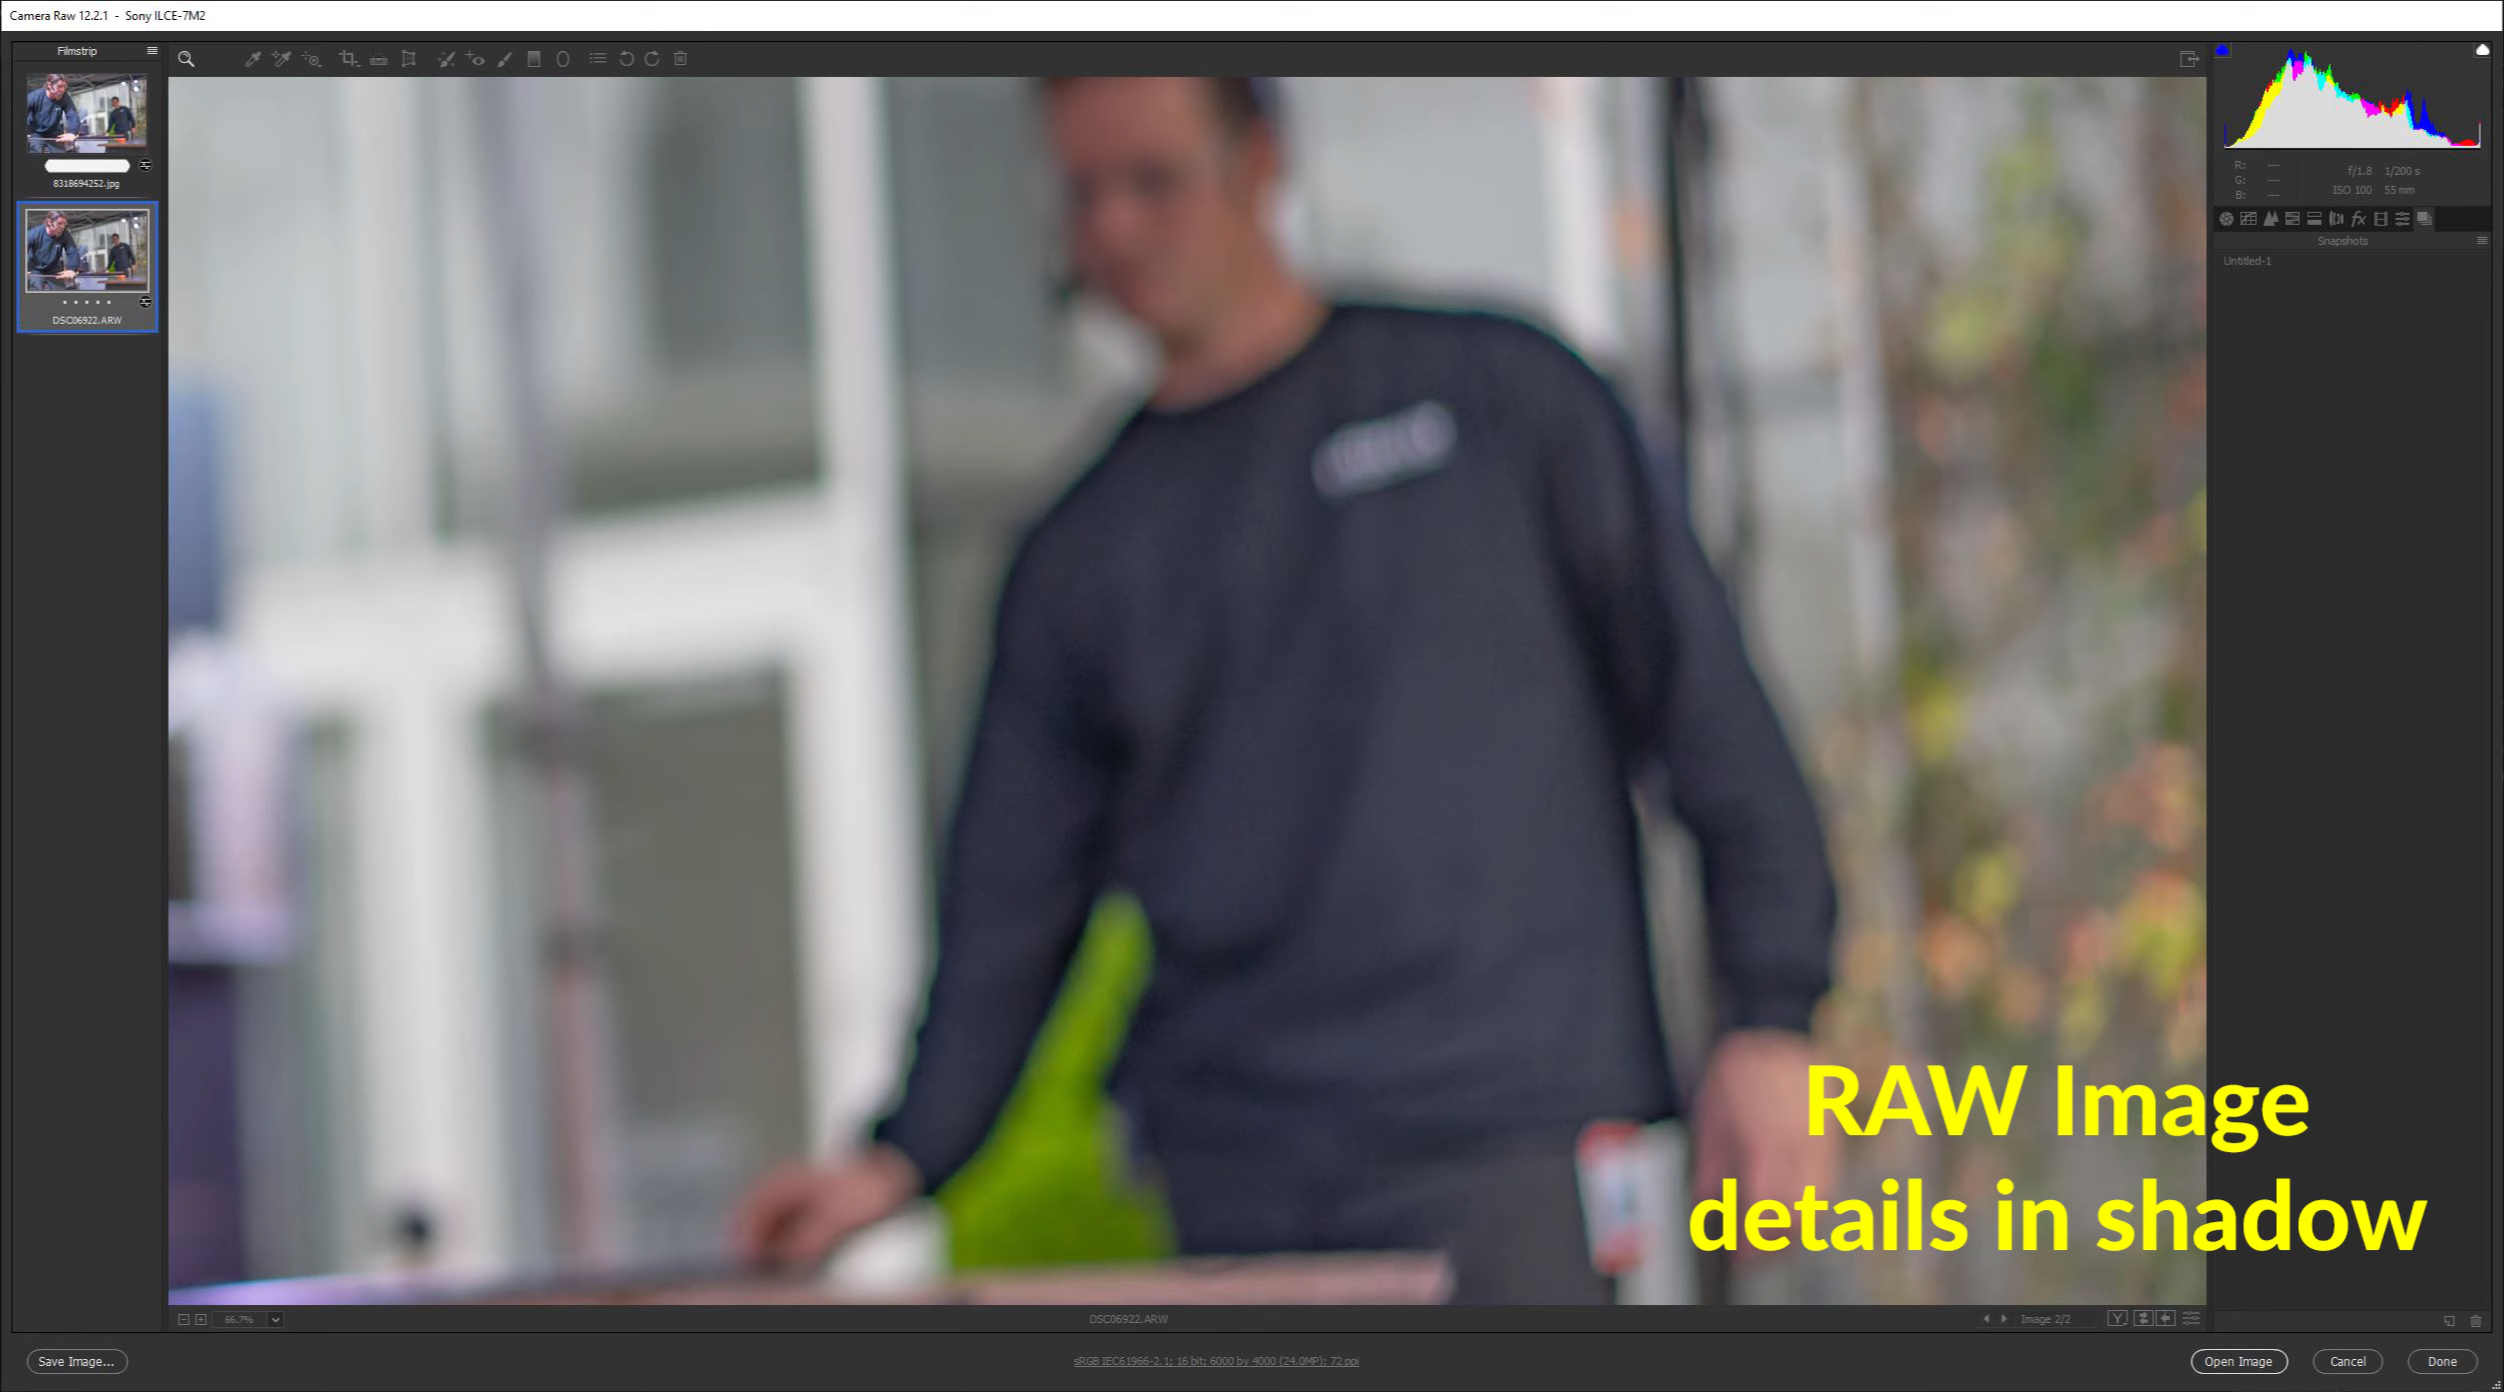 Camera Raw 12.2.1 - Sony ILCE-7M2
Filmstrip
8318694252.jpg
DSC06922.ARW
R: ---
G: ---
B: ---
f/1.8 1/200 s
ISO 100 55 mm
fx
Snapshots
Untitled-1
RAW Image
details in shadow
66.7%
DSC06922.ARW
Image 2/2
Y
Save Image...
sRGB IEC61966-2.1; 16 bit; 6000 by 4000 (24.0MP); 72 ppi
Open Image
Cancel
Done